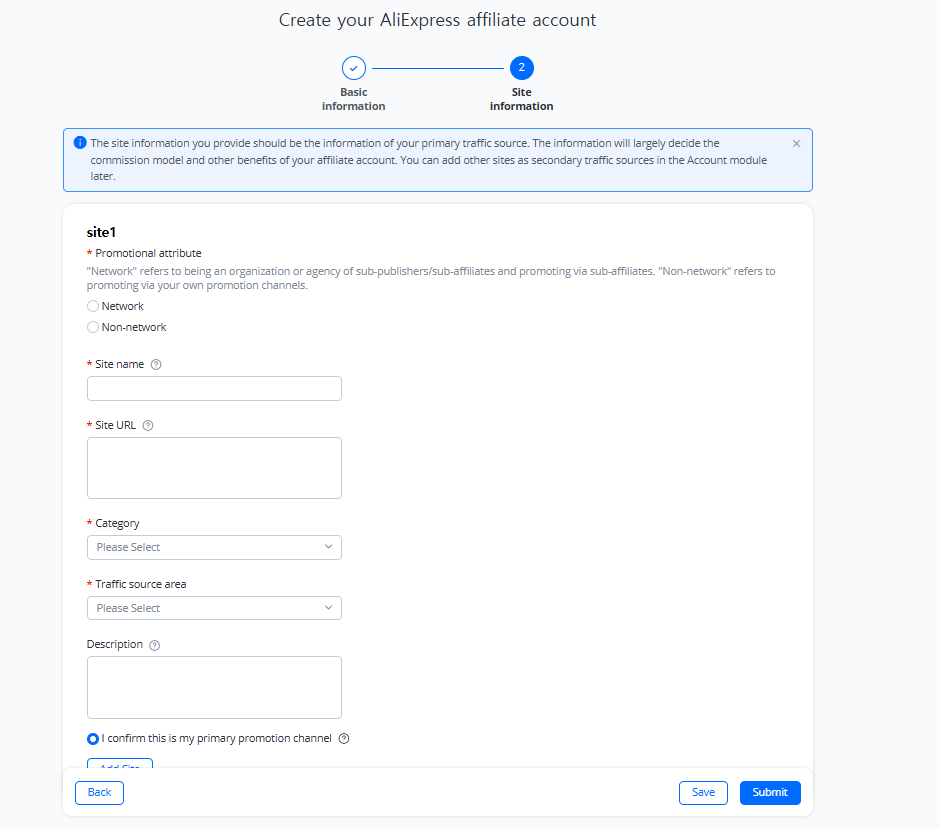 Create your AliExpress affiliate account
2
Basic
information
Site
information
The site information you provide should be the information of your primary traffic source. The information will largely decide the
commission model and other benefits of your affiliate account. You can add other sites as secondary traffic sources in the Account module
later.
site1
* Promotional attribute
"Network" refers to being an organization or agency of sub-publishers/sub-affiliates and promoting via sub-affiliates. "Non-network" refers to
promoting via your own promotion channels.
Network
Non-network
* Site name
* Site URL
* Category
Please Select
* Traffic source area
Please Select
Description
I confirm this is my primary promotion channel
Add Site
Back
Save
Submit